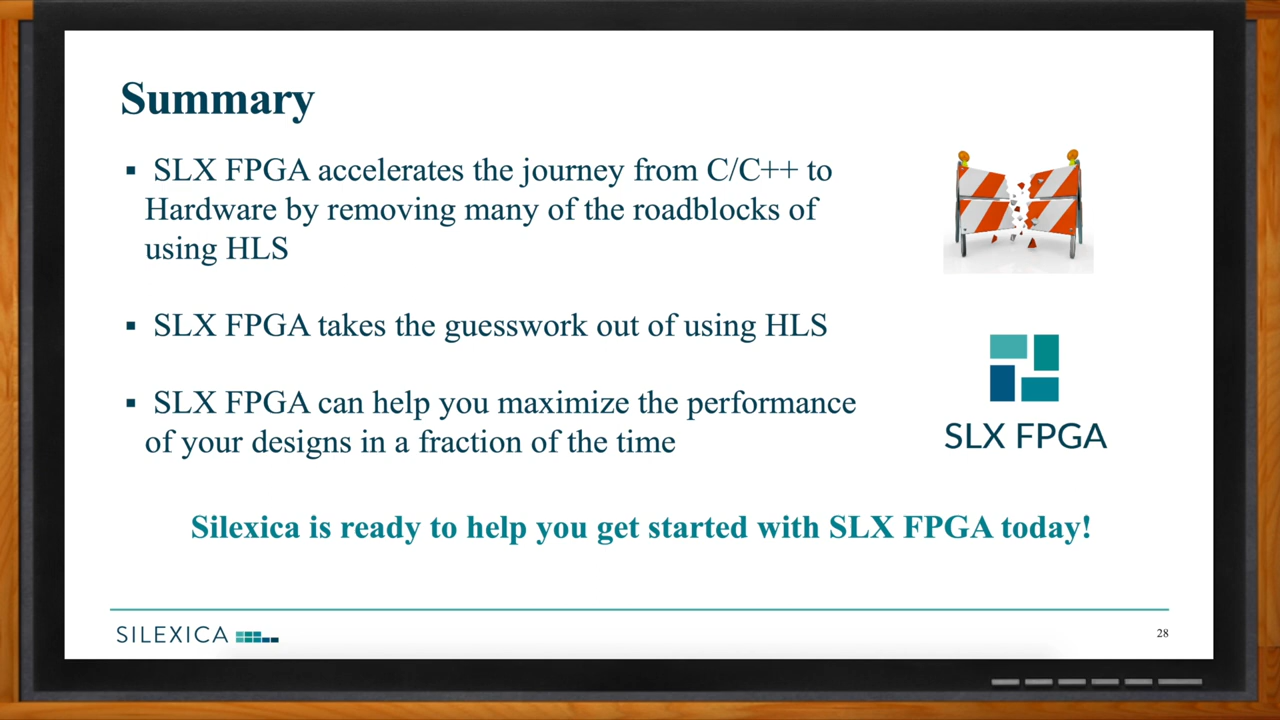 Summary
▪ SLX FPGA accelerates the journey from C/C++ to
Hardware by removing many of the roadblocks of
using HLS
▪ SLX FPGA takes the guesswork out of using HLS
▪ SLX FPGA can help you maximize the performance
of your designs in a fraction of the time
SLX FPGA
Silexica is ready to help you get started with SLX FPGA today!
SILEXICA
28